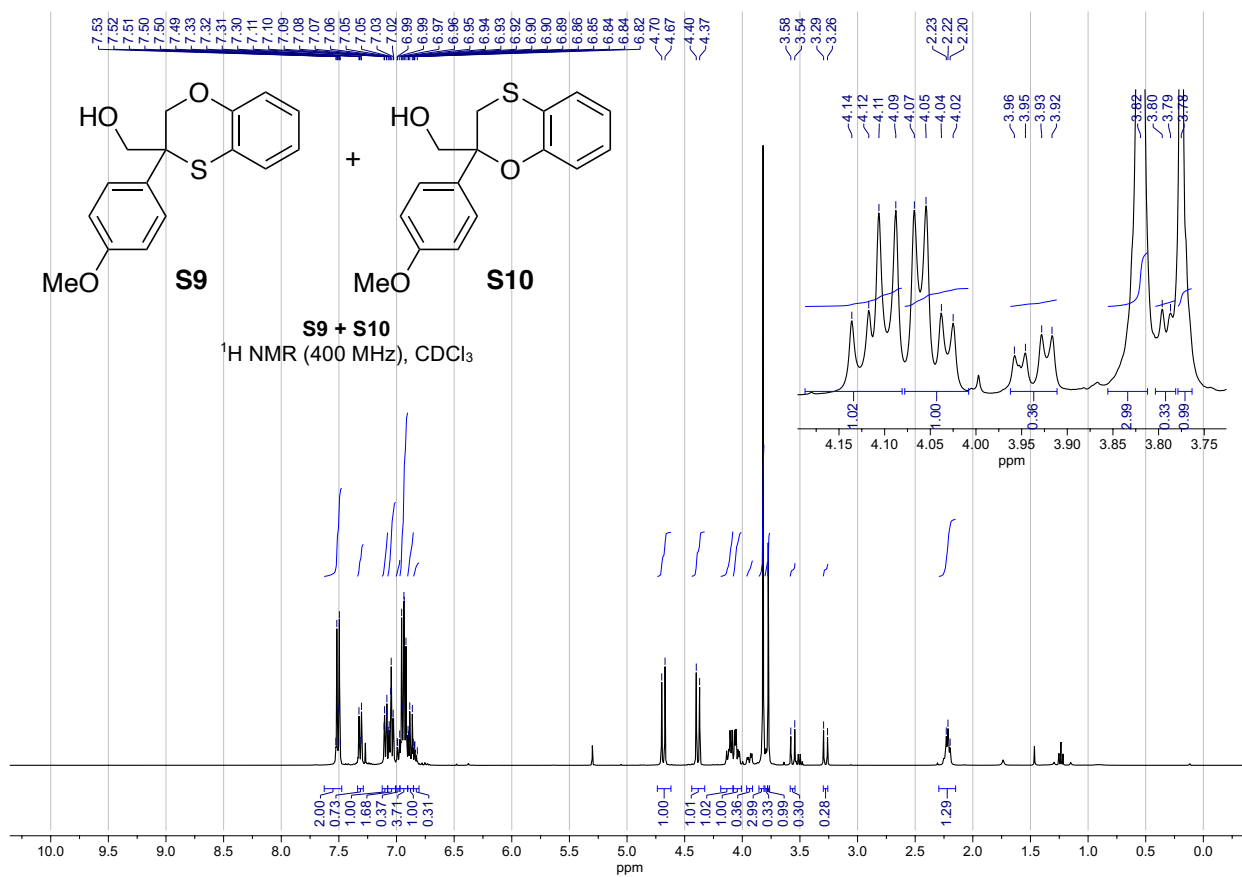 7.53 7.52 7.51 7.50 7.50 7.49 7.33 7.32 7.31 7.30 7.11 7.10 7.09 7.08 7.07 7.06 7.05 7.05 7.03 7.02 6.99 6.99 6.97 6.96 6.95 6.94 6.93 6.92 6.90 6.90 6.89 6.86 6.85 6.84 6.84 6.82 4.70 4.67 4.40 4.37 3.58 3.54 3.29 3.26 2.23 2.22 2.20
4.14 4.12 4.11 4.09 4.07 4.05 4.04 4.02 3.96 3.95 3.93 3.92 3.82 3.80 3.79 3.78
O
HO
S
MeO
S9
+
S
HO
O
MeO
S10
S9 + S10
¹H NMR (400 MHz), CDCl₃
1.02 1.00 0.36 2.99 0.33 0.99
4.15 4.10 4.05 4.00 3.95 3.90 3.85 3.80 3.75
ppm
2.00 0.73 1.00 1.68 0.37 3.71 1.00 0.31 1.00 1.01 1.02 1.00 0.36 2.99 0.33 0.99 0.30 0.28 1.29
10.0 9.5 9.0 8.5 8.0 7.5 7.0 6.5 6.0 5.5 5.0 4.5 4.0 3.5 3.0 2.5 2.0 1.5 1.0 0.5 0.0
ppm